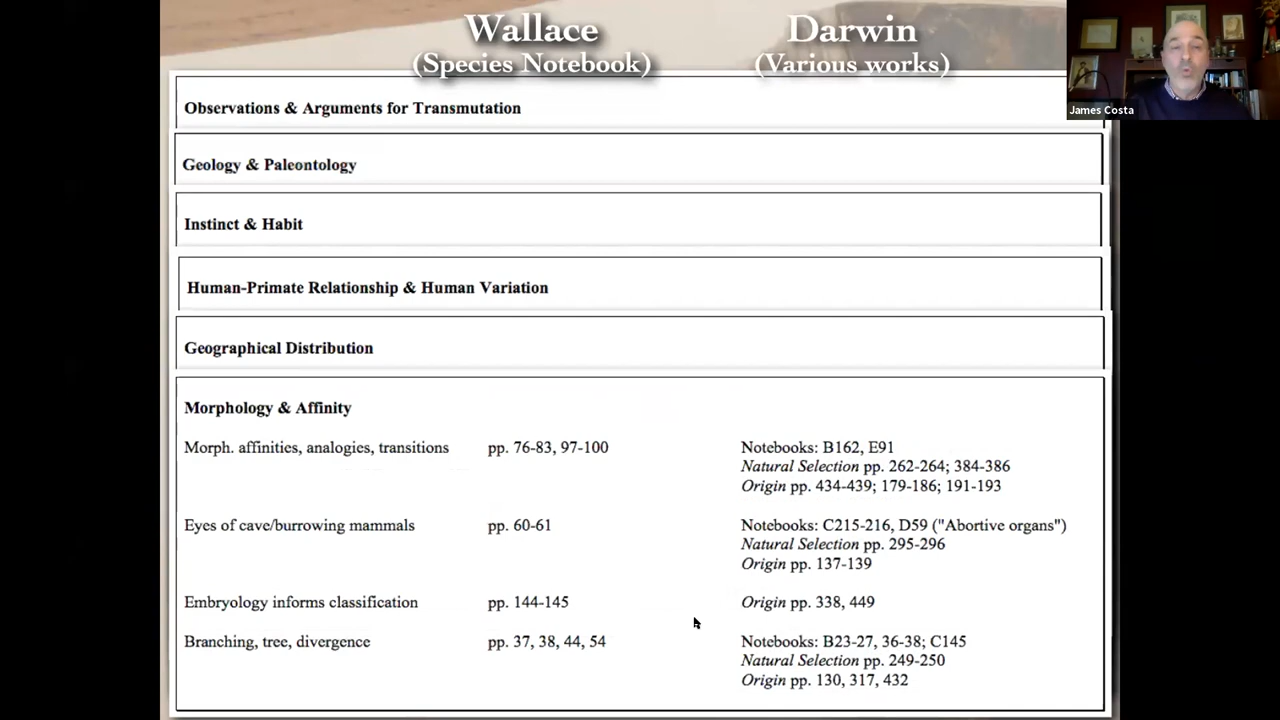 Wallace Darwin
(Species Notebook) (Various works)
James Costa
Observations & Arguments for Transmutation
Geology & Paleontology
Instinct & Habit
Human-Primate Relationship & Human Variation
Geographical Distribution
Morphology & Affinity
Morph. affinities, analogies, transitions pp. 76-83, 97-100 Notebooks: B162, E91
Natural Selection pp. 262-264; 384-386
Origin pp. 434-439; 179-186; 191-193
Eyes of cave/burrowing mammals pp. 60-61 Notebooks: C215-216, D59 ("Abortive organs")
Natural Selection pp. 295-296
Origin pp. 137-139
Embryology informs classification pp. 144-145 Origin pp. 338, 449
Branching, tree, divergence pp. 37, 38, 44, 54 Notebooks: B23-27, 36-38; C145
Natural Selection pp. 249-250
Origin pp. 130, 317, 432